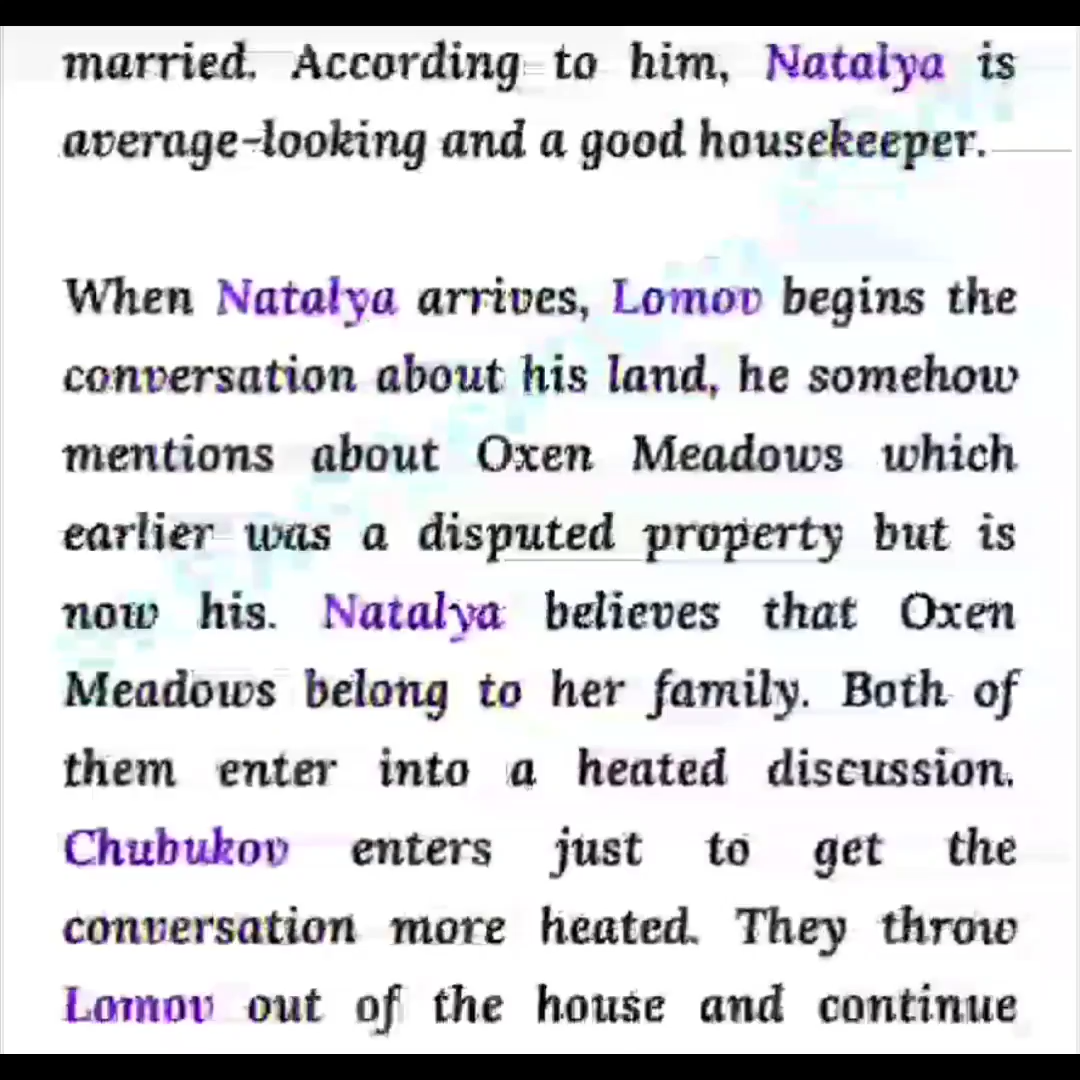 married. According to him, Natalya is
average-looking and a good housekeeper.
When Natalya arrives, Lomov begins the
conversation about his land, he somehow
mentions about Oxen Meadows which
earlier was a disputed property but is
now his. Natalya believes that Oxen
Meadows belong to her family. Both of
them enter into a heated discussion.
Chubukov enters just to get the
conversation more heated. They throw
Lomov out of the house and continue